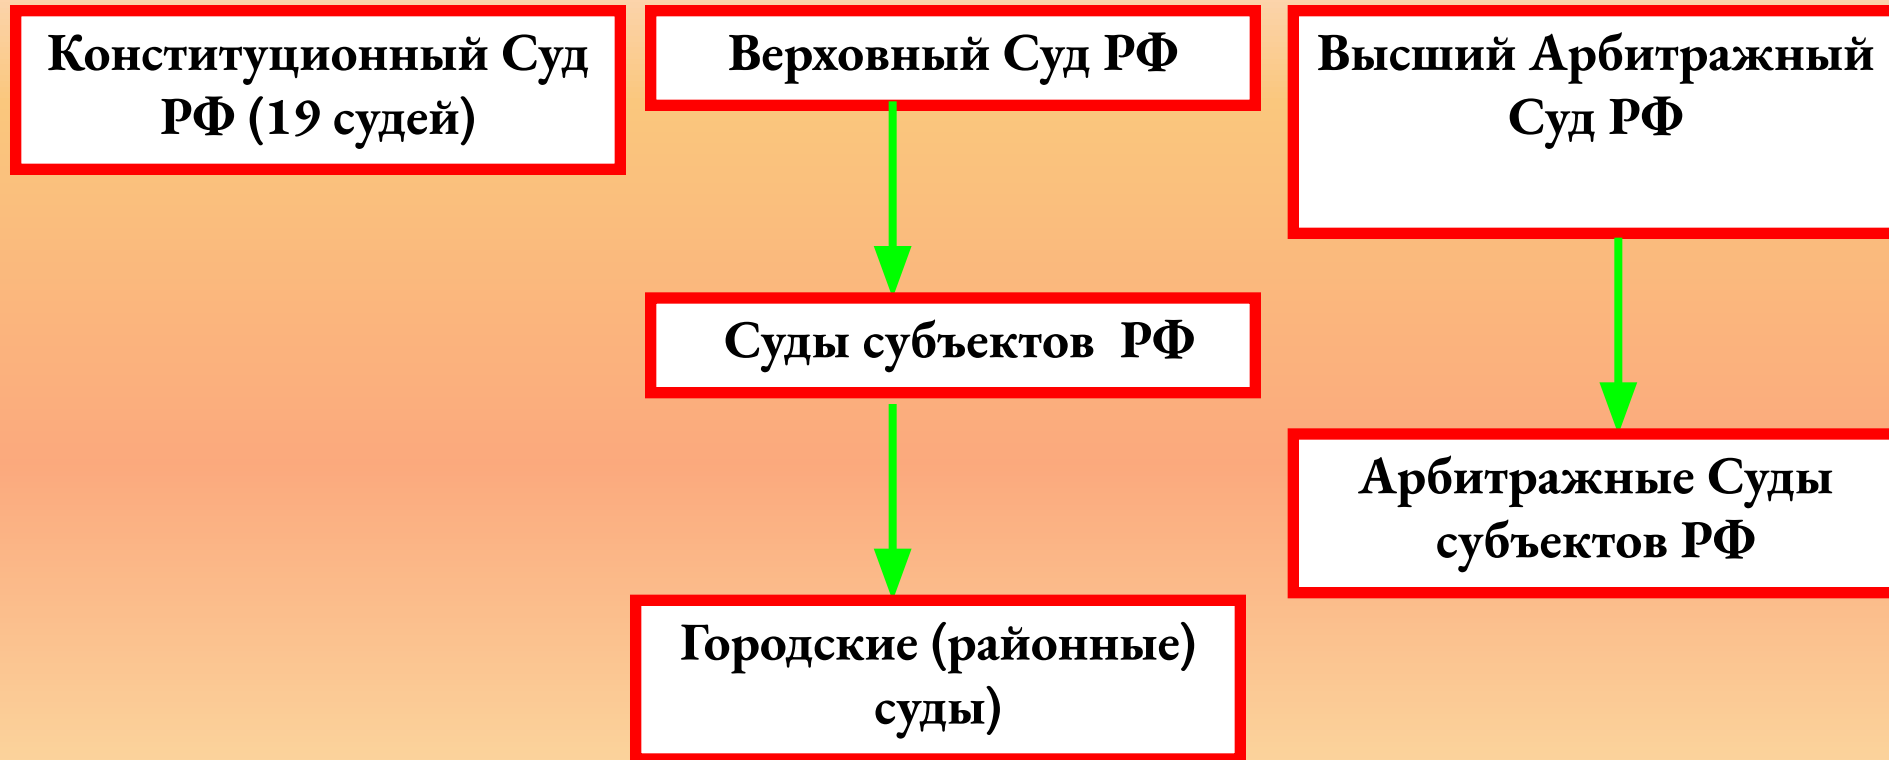 Конституционный Суд
РФ (19 судей)
Верховный Суд РФ
Высший Арбитражный
Суд РФ
Суды субъектов РФ
Арбитражные Суды
субъектов РФ
Городские (районные)
суды)